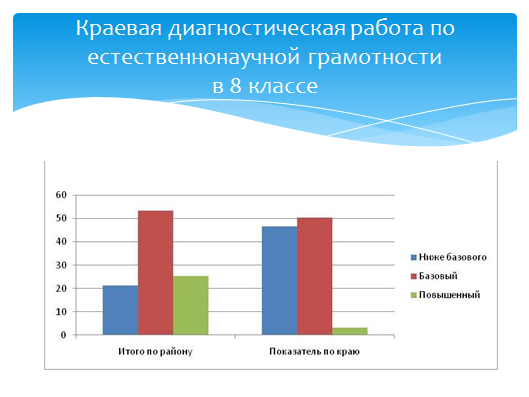 Краевая диагностическая работа по
естественнонаучной грамотности
в 8 классе
60
50
40
30
20
10
0
Итого по району
Показатель по краю
Ниже базового
Базовый
Повышенный